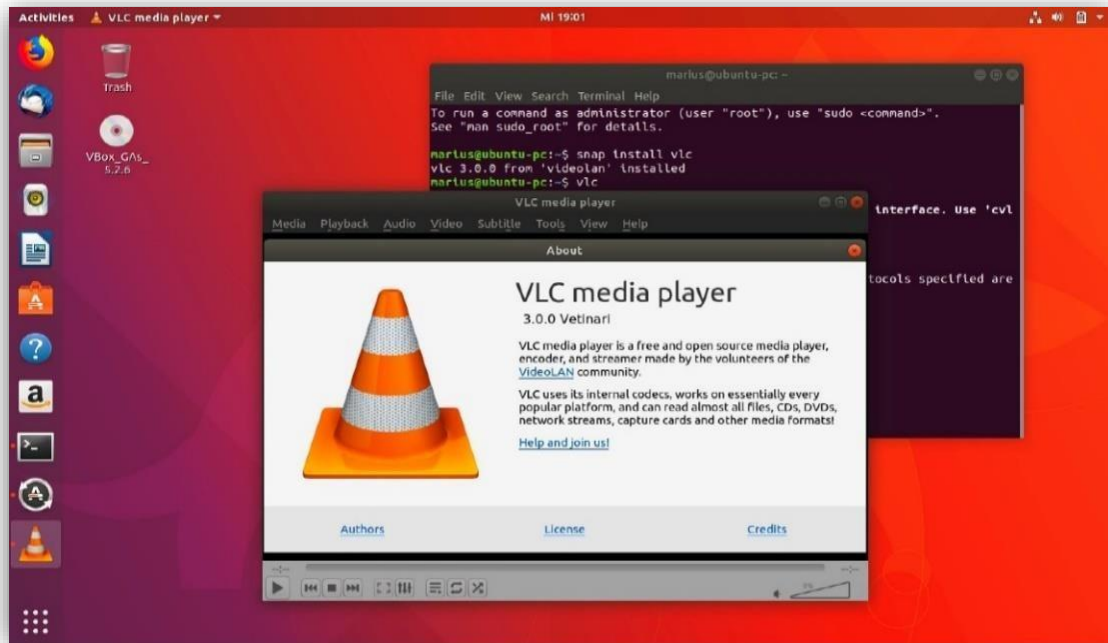 Activities VLC media player Mi 19:01
Trash
VBox_GAs_
5.2.6
marius@ubuntu-pc: ~
File Edit View Search Terminal Help
To run a command as administrator (user "root"), use "sudo <command>".
See "man sudo_root" for details.
marius@ubuntu-pc:~$ snap install vlc
vlc 3.0.0 from 'videolan' installed
marius@ubuntu-pc:~$ vlc
interface. Use 'cvl
tocols specified are
VLC media player
Media Playback Audio Video Subtitle Tools View Help
About
VLC media player
3.0.0 Vetinari
VLC media player is a free and open source media player,
encoder, and streamer made by the volunteers of the
VideoLAN community.
VLC uses its internal codecs, works on essentially every
popular platform, and can read almost all files, CDs, DVDs,
network streams, capture cards and other media formats!
Help and join us!
Authors License Credits
--:-- --:--